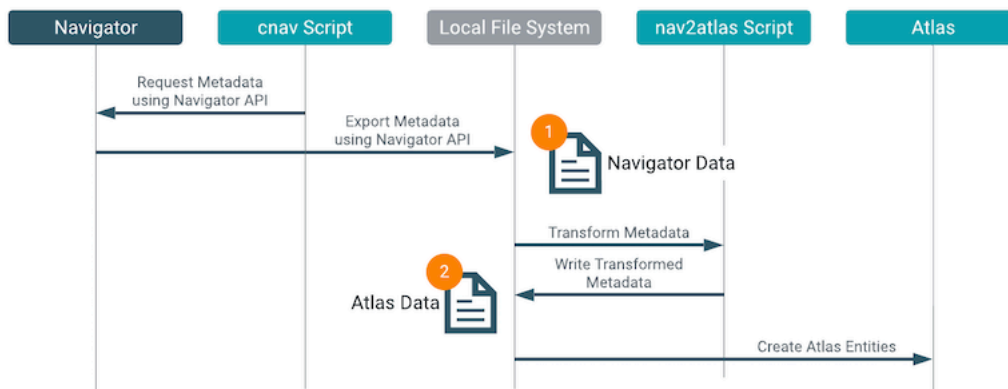 Navigator
cnav Script
Local File System
nav2atlas Script
Atlas
Request Metadata
using Navigator API
Export Metadata
using Navigator API
1
Navigator Data
Transform Metadata
Write Transformed
Metadata
2
Atlas Data
Create Atlas Entities